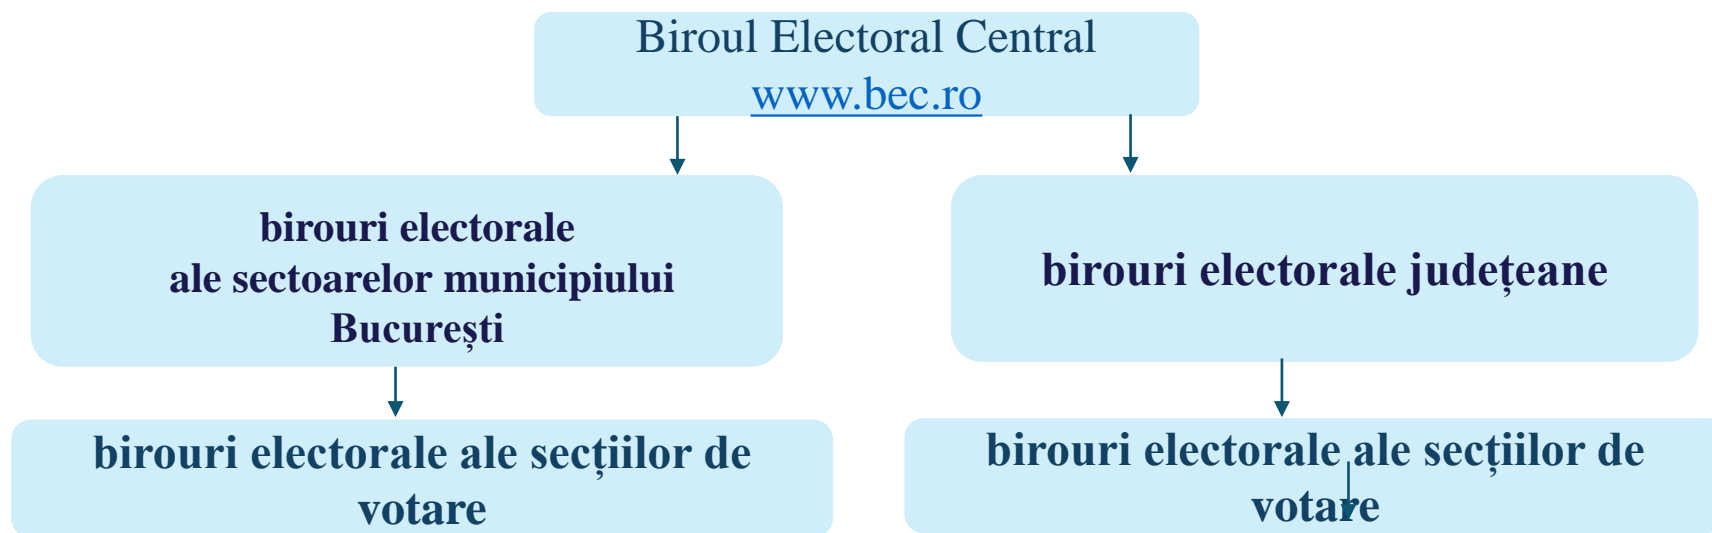 Biroul Electoral Central
www.bec.ro
birouri electorale
ale sectoarelor municipiului
București
birouri electorale județeane
birouri electorale ale secțiilor de
votare
birouri electorale ale secțiilor de
votare